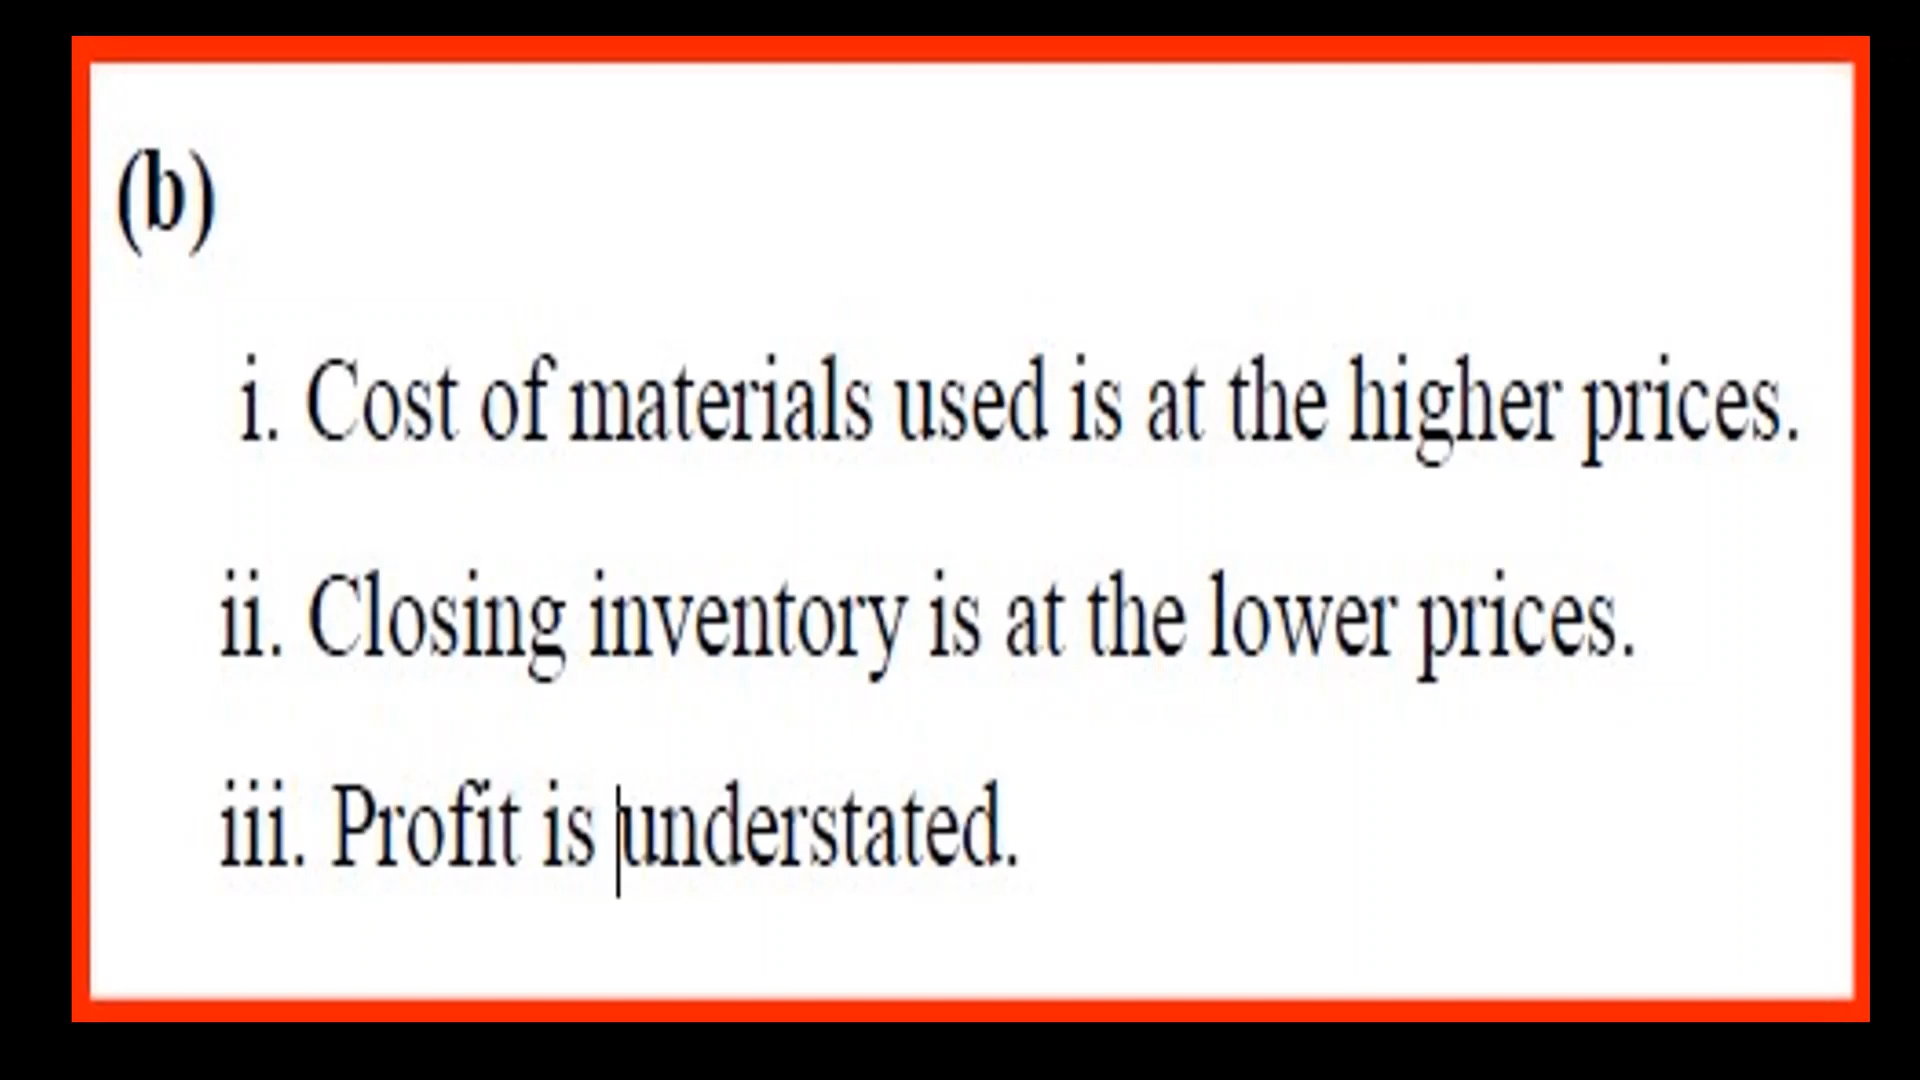 (b)
i. Cost of materials used is at the higher prices.
ii. Closing inventory is at the lower prices.
iii. Profit is understated.